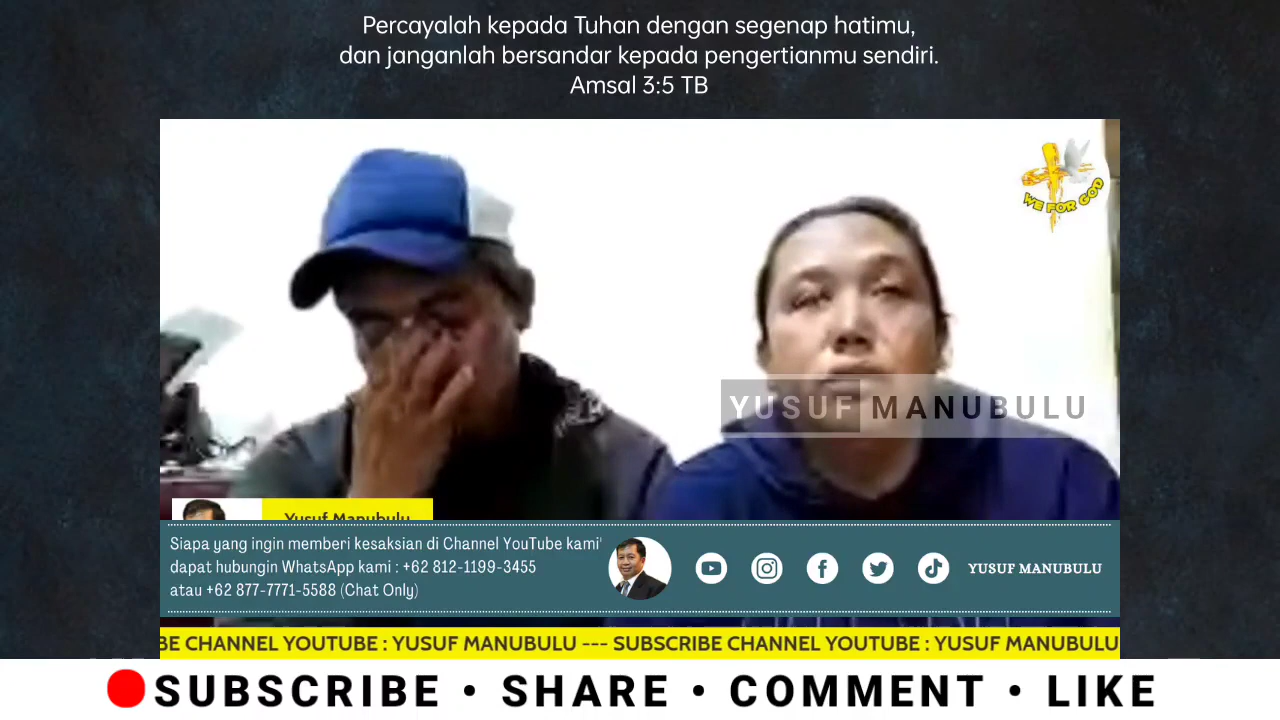 Percayalah kepada Tuhan dengan segenap hatimu,
dan janganlah bersandar kepada pengertianmu sendiri.
Amsal 3:5 TB
WE FOR GOD
YUSUF MANUBULU
Yusuf Manubulu
Siapa yang ingin memberi kesaksian di Channel YouTube kami'
dapat hubungin WhatsApp kami : +62 812-1199-3455
atau +62 877-7771-5588 (Chat Only)
YUSUF MANUBULU
BE CHANNEL YOUTUBE : YUSUF MANUBULU --- SUBSCRIBE CHANNEL YOUTUBE : YUSUF MANUBULU
SUBSCRIBE • SHARE • COMMENT • LIKE